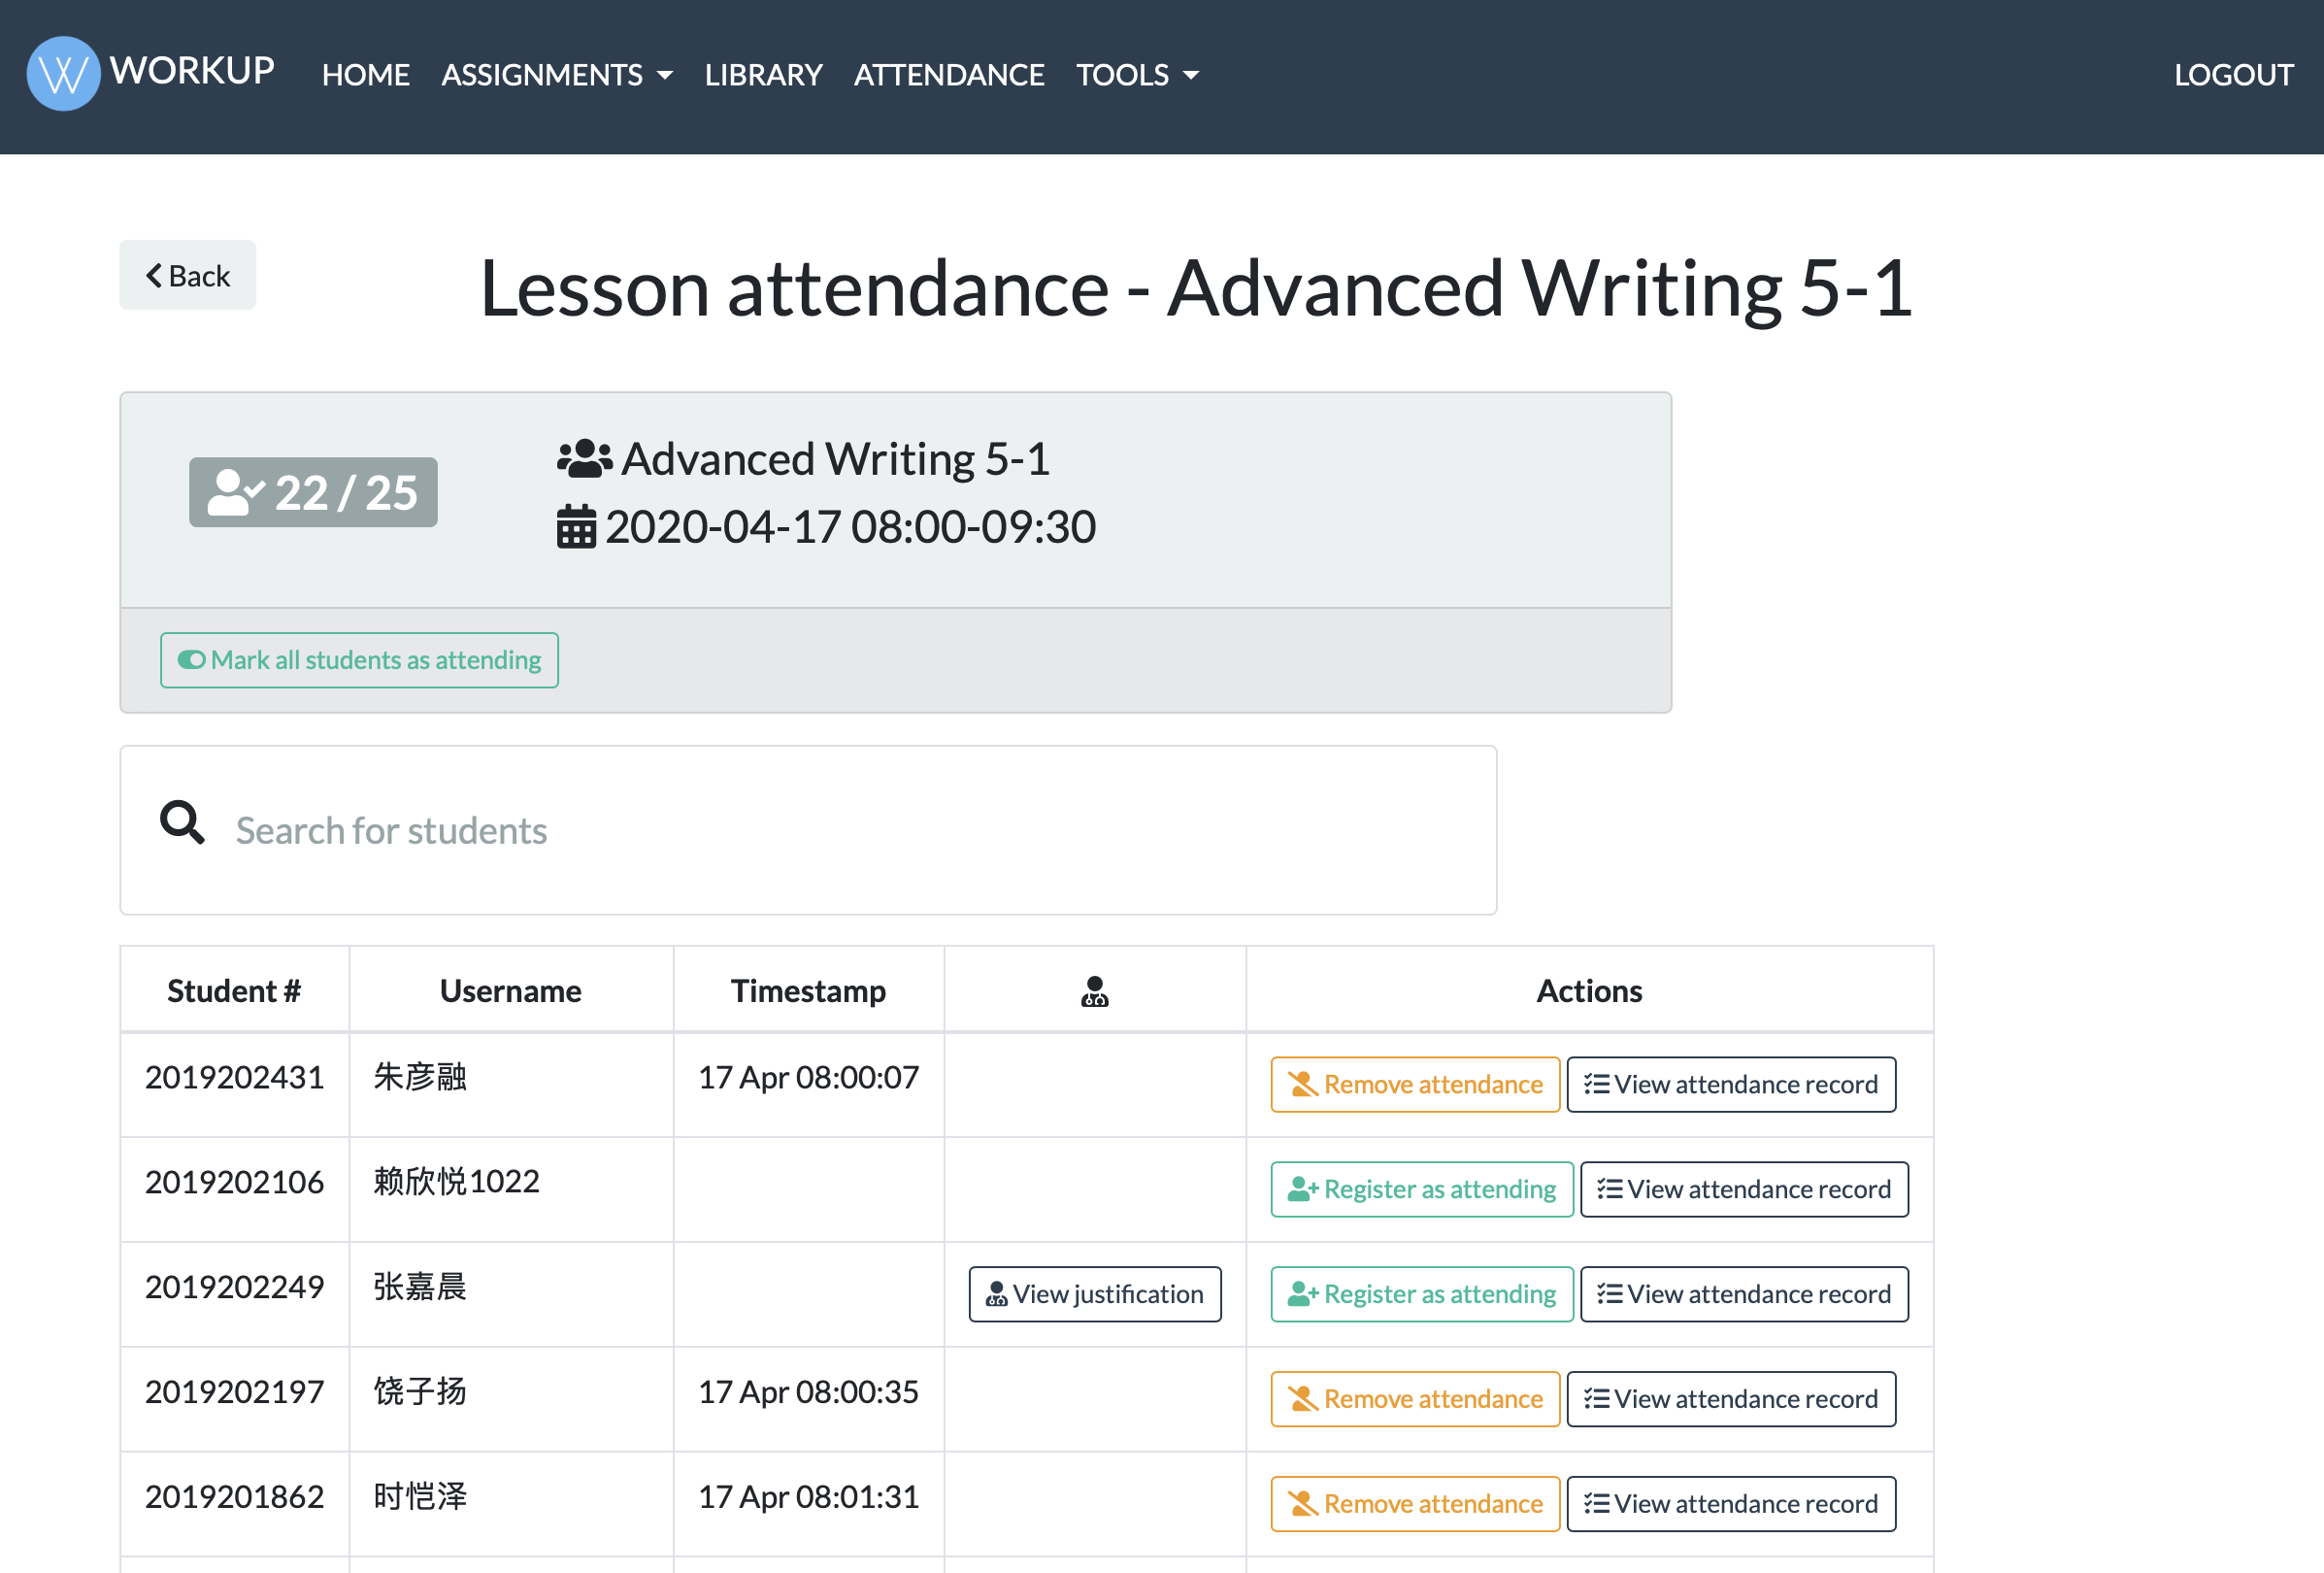 WORKUP HOME ASSIGNMENTS LIBRARY ATTENDANCE TOOLS LOGOUT
Back
Lesson attendance - Advanced Writing 5-1
22 / 25
Advanced Writing 5-1
2020-04-17 08:00-09:30
Mark all students as attending
Search for students
Student # Username Timestamp Actions
2019202431 朱彦融 17 Apr 08:00:07 Remove attendance View attendance record
2019202106 赖欣悦1022 Register as attending View attendance record
2019202249 张嘉晨 View justification Register as attending View attendance record
2019202197 饶子扬 17 Apr 08:00:35 Remove attendance View attendance record
2019201862 时恺泽 17 Apr 08:01:31 Remove attendance View attendance record